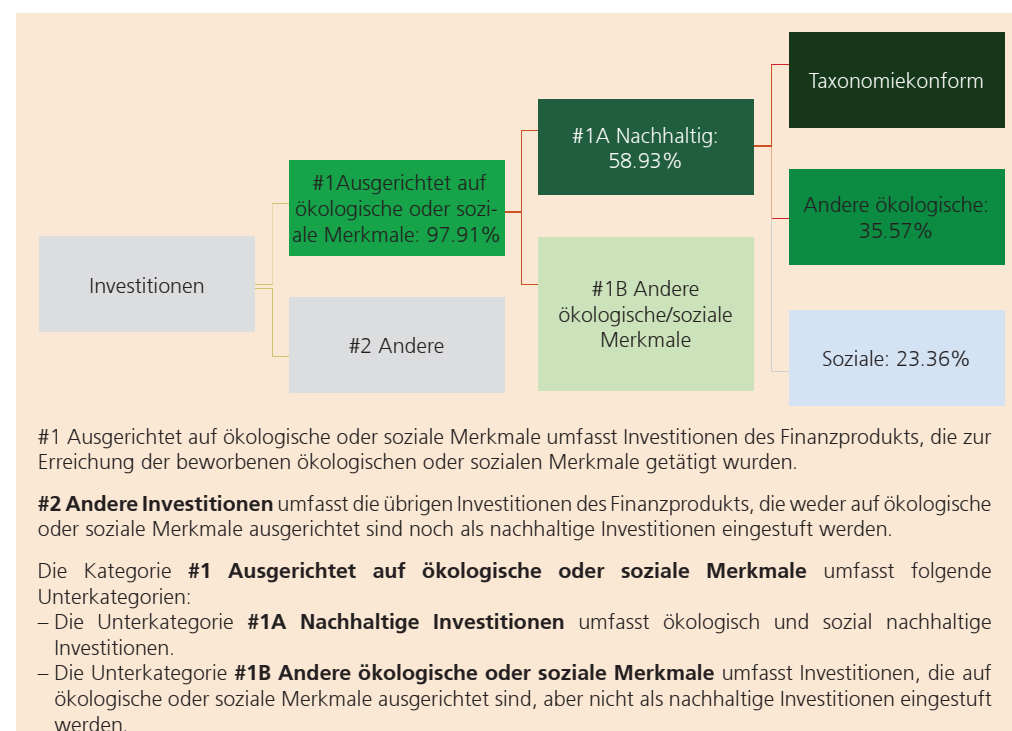 Taxonomiekonform
#1A Nachhaltig:
58.93%
#1Ausgerichtet auf
ökologische oder sozi-
ale Merkmale: 97.91%
Andere ökologische:
35.57%
Investitionen
#1B Andere
ökologische/soziale
Merkmale
#2 Andere
Soziale: 23.36%
#1 Ausgerichtet auf ökologische oder soziale Merkmale umfasst Investitionen des Finanzprodukts, die zur
Erreichung der beworbenen ökologischen oder sozialen Merkmale getätigt wurden.
#2 Andere Investitionen umfasst die übrigen Investitionen des Finanzprodukts, die weder auf ökologische
oder soziale Merkmale ausgerichtet sind noch als nachhaltige Investitionen eingestuft werden.
Die Kategorie #1 Ausgerichtet auf ökologische oder soziale Merkmale umfasst folgende
Unterkategorien:
– Die Unterkategorie #1A Nachhaltige Investitionen umfasst ökologisch und sozial nachhaltige
Investitionen.
– Die Unterkategorie #1B Andere ökologische oder soziale Merkmale umfasst Investitionen, die auf
ökologische oder soziale Merkmale ausgerichtet sind, aber nicht als nachhaltige Investitionen eingestuft
werden.